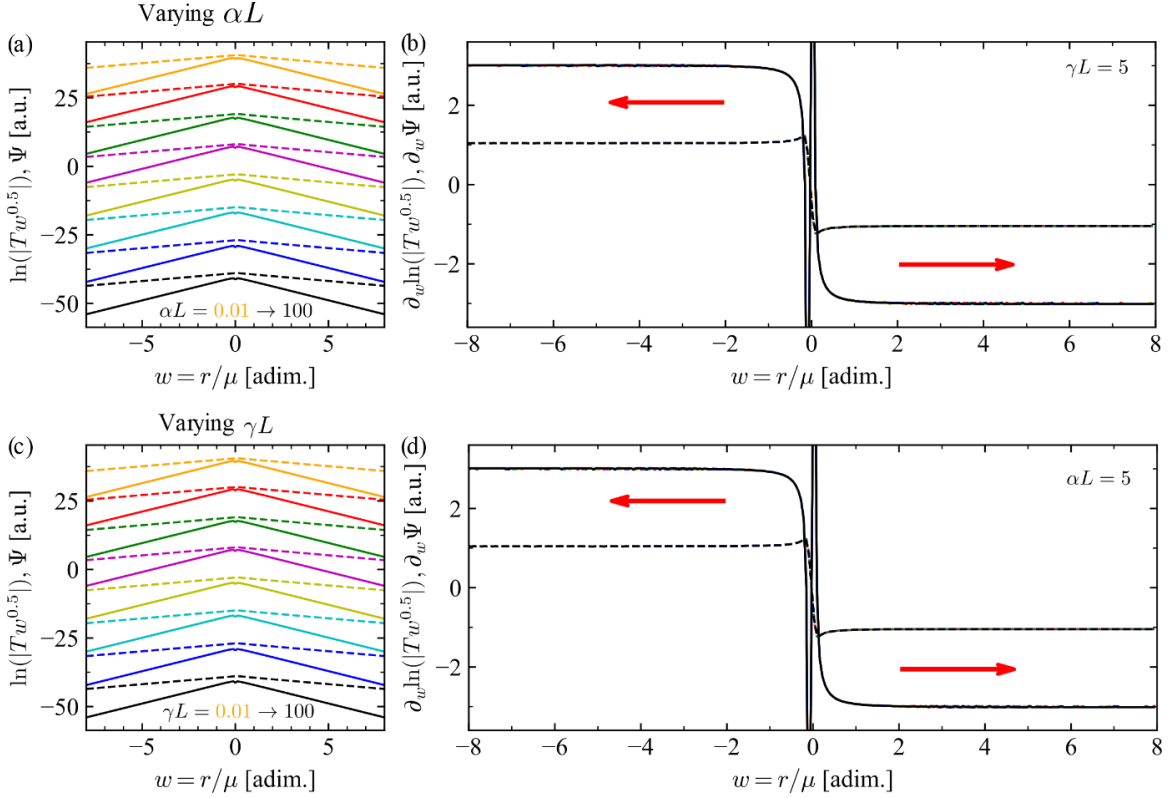 Varying αL
(a)
ln(|Tw^0.5|), Ψ [a.u.]
25
0
−25
−50
αL = 0.01 → 100
−5
0
5
w = r/μ [adim.]
(b)
∂_w ln(|Tw^0.5|), ∂_w Ψ [a.u.]
γL = 5
2
0
−2
−8
−6
−4
−2
0
2
4
6
8
w = r/μ [adim.]
Varying γL
(c)
ln(|Tw^0.5|), Ψ [a.u.]
25
0
−25
−50
γL = 0.01 → 100
−5
0
5
w = r/μ [adim.]
(d)
∂_w ln(|Tw^0.5|), ∂_w Ψ [a.u.]
αL = 5
2
0
−2
−8
−6
−4
−2
0
2
4
6
8
w = r/μ [adim.]